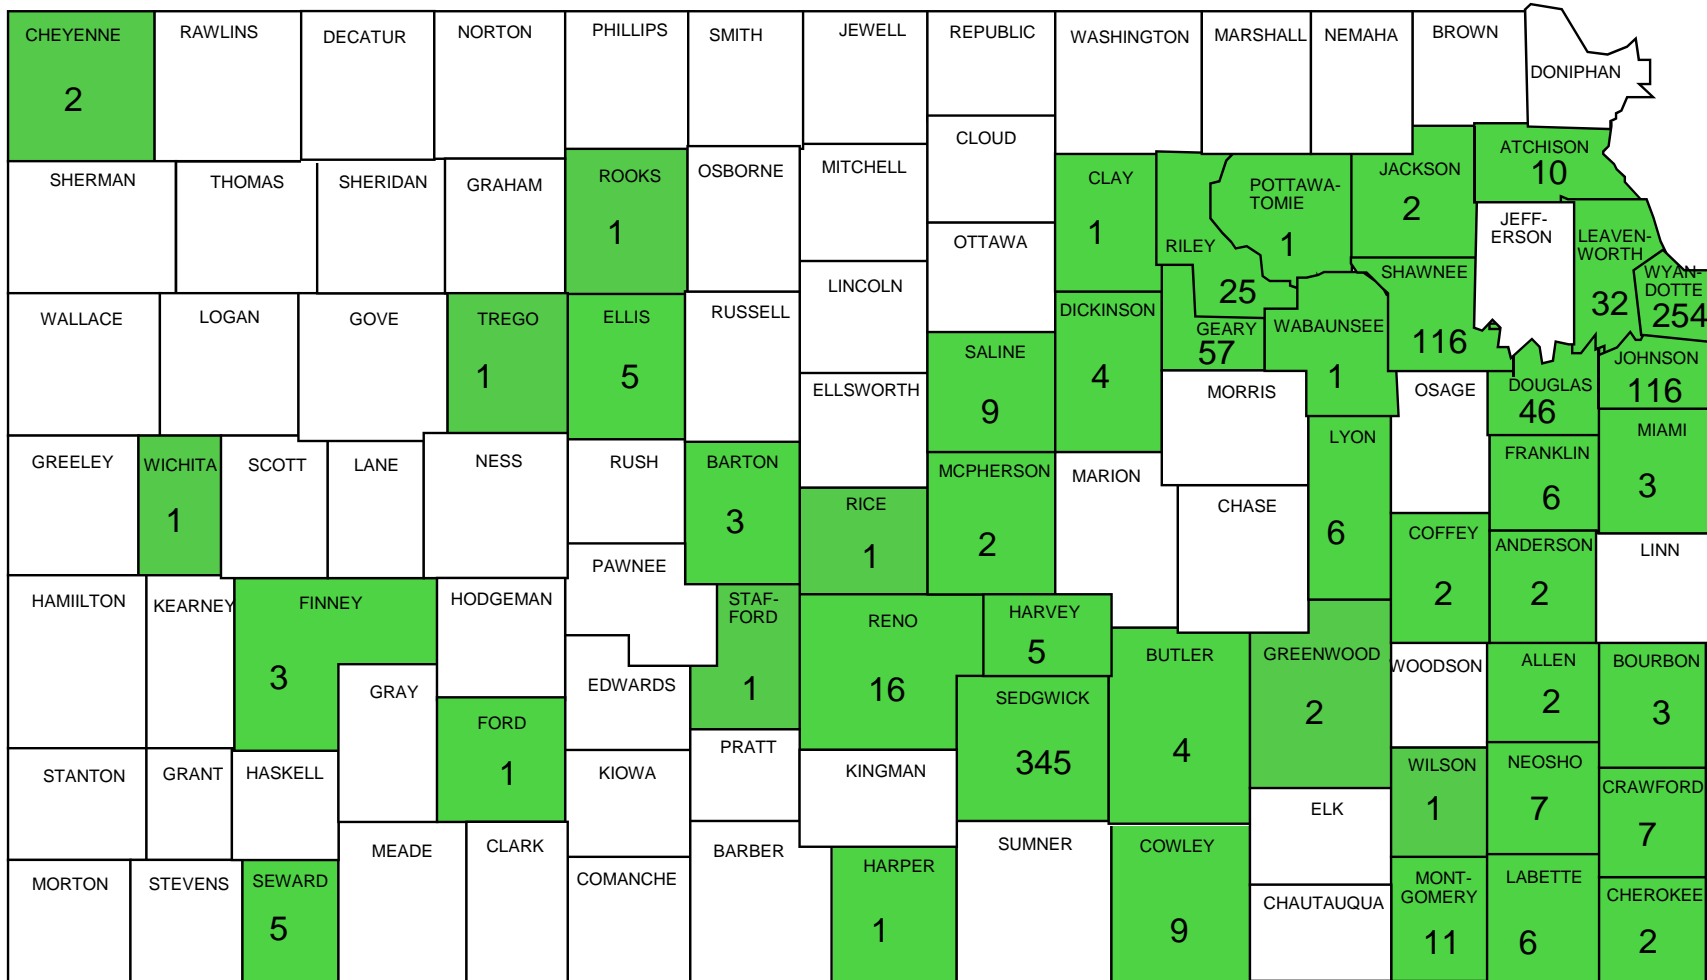 CHEYENNE
2
RAWLINS
DECATUR
NORTON
PHILLIPS
SMITH
JEWELL
REPUBLIC
WASHINGTON
MARSHALL
NEMAHA
BROWN
DONIPHAN
CLOUD
SHERMAN
THOMAS
SHERIDAN
GRAHAM
ROOKS
1
OSBORNE
MITCHELL
CLAY
1
RILEY
25
POTTAWA-
TOMIE
1
JACKSON
2
ATCHISON
10
JEFF-
ERSON
LEAVEN-
WORTH
32
WYAN-
DOTTE
254
OTTAWA
LINCOLN
WALLACE
LOGAN
GOVE
TREGO
1
ELLIS
5
RUSSELL
SALINE
9
DICKINSON
4
GEARY
57
WABAUNSEE
1
SHAWNEE
116
DOUGLAS
46
JOHNSON
116
ELLSWORTH
MORRIS
OSAGE
GREELEY
WICHITA
1
SCOTT
LANE
NESS
RUSH
BARTON
3
RICE
1
MCPHERSON
2
MARION
CHASE
LYON
6
FRANKLIN
6
MIAMI
3
COFFEY
2
ANDERSON
2
LINN
PAWNEE
HAMIILTON
KEARNEY
FINNEY
3
HODGEMAN
STAF-
FORD
1
RENO
16
HARVEY
5
BUTLER
4
GREENWOOD
2
WOODSON
ALLEN
2
BOURBON
3
GRAY
EDWARDS
FORD
1
SEDGWICK
345
PRATT
STANTON
GRANT
HASKELL
KIOWA
KINGMAN
ELK
WILSON
1
NEOSHO
7
CRAWFORD
7
MEADE
CLARK
BARBER
SUMNER
COWLEY
9
MORTON
STEVENS
SEWARD
5
COMANCHE
HARPER
1
CHAUTAUQUA
MONT-
GOMERY
11
LABETTE
6
CHEROKEE
2